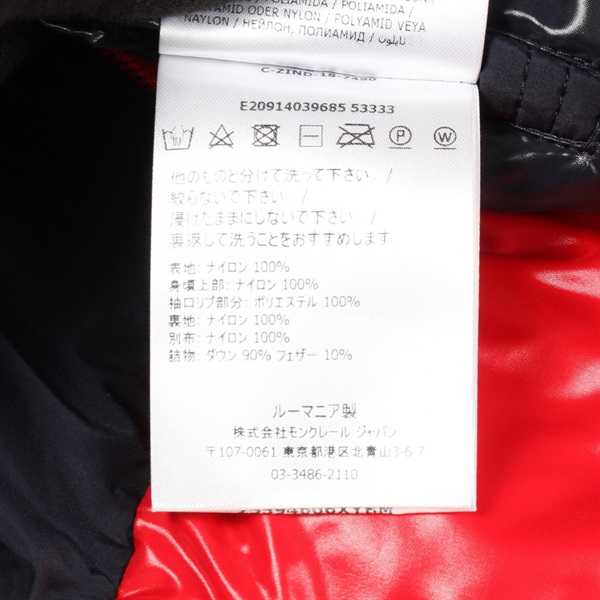 YAMID ODER NYLON / POLYAMID VEYA
NAYLON / НЕЙЛОН, ПОЛИАМИД / نايلون
E20914039685 53333
他のものと分けて洗って下さい。/
絞らないで下さい。/
浸けたままにしないで下さい。/
裏返して洗うことをおすすめします。
表地: ナイロン 100%
身頃上部: ナイロン 100%
袖口リブ部分: ポリエステル 100%
裏地: ナイロン 100%
別布: ナイロン 100%
詰物: ダウン 90% フェザー 10%
ルーマニア製
株式会社モンクレール ジャパン
〒107-0061 東京都港区北青山3-6-7
03-3486-2110